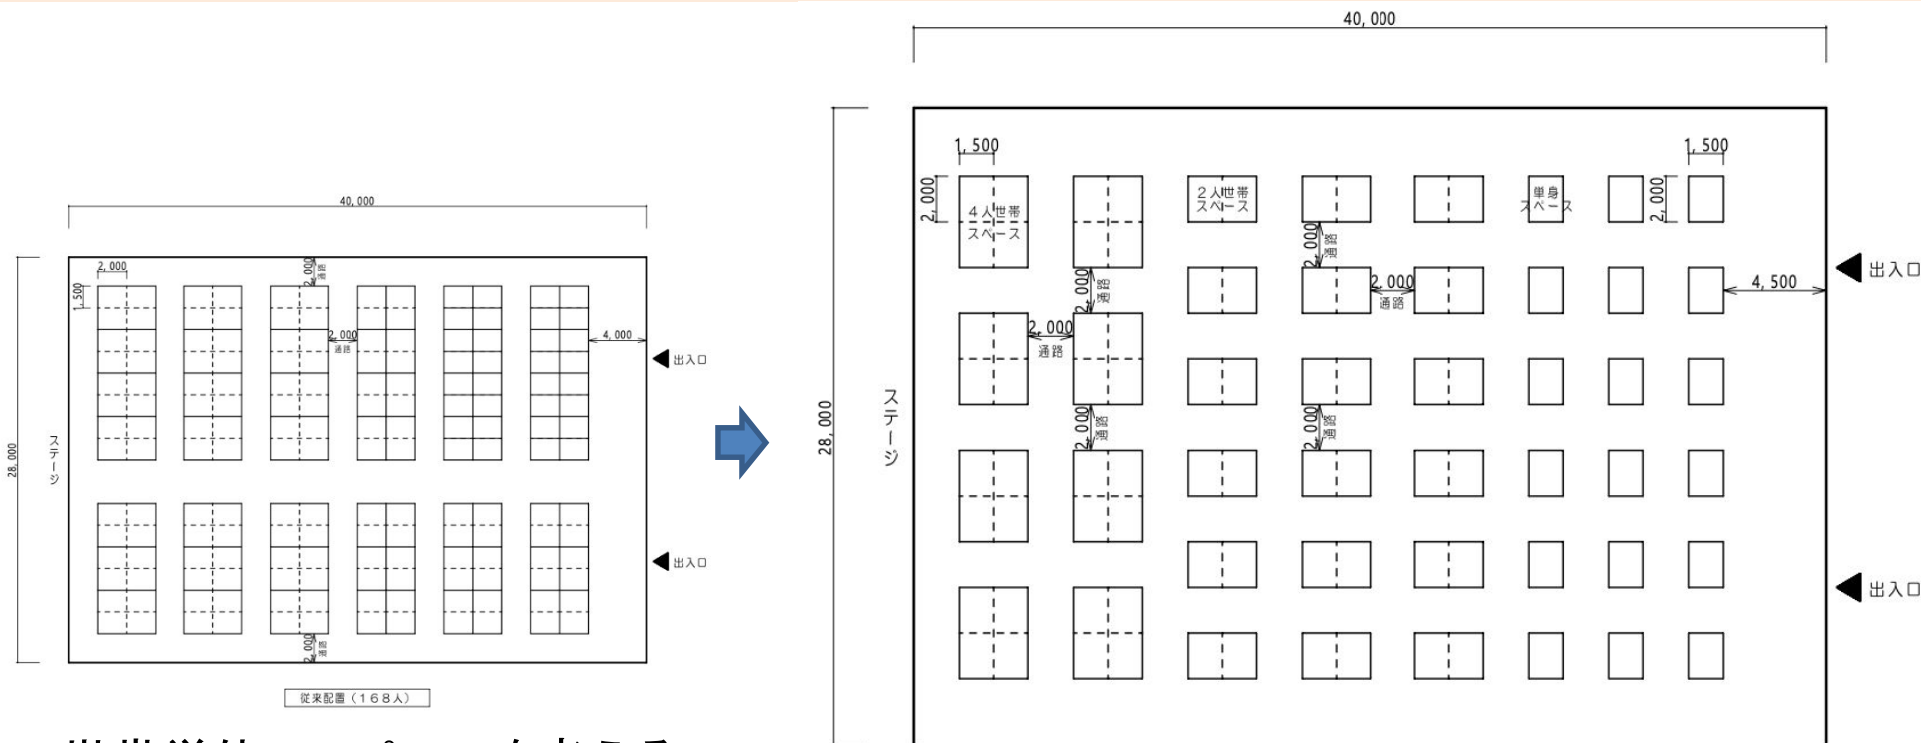 40,000
28,000
ステージ
2,000
1,500
2,000
通路
2,000
通路
4,000
出入口
出入口
2,000
通路
従来配置（168人）
40,000
28,000
ステージ
1,500
2,000
4人世帯
スペース
2人世帯
スペース
単身
スペース
2,000
1,500
2,000
通路
2,000
通路
2,000
通路
2,000
通路
4,500
出入口
2,000
通路
2,000
通路
出入口